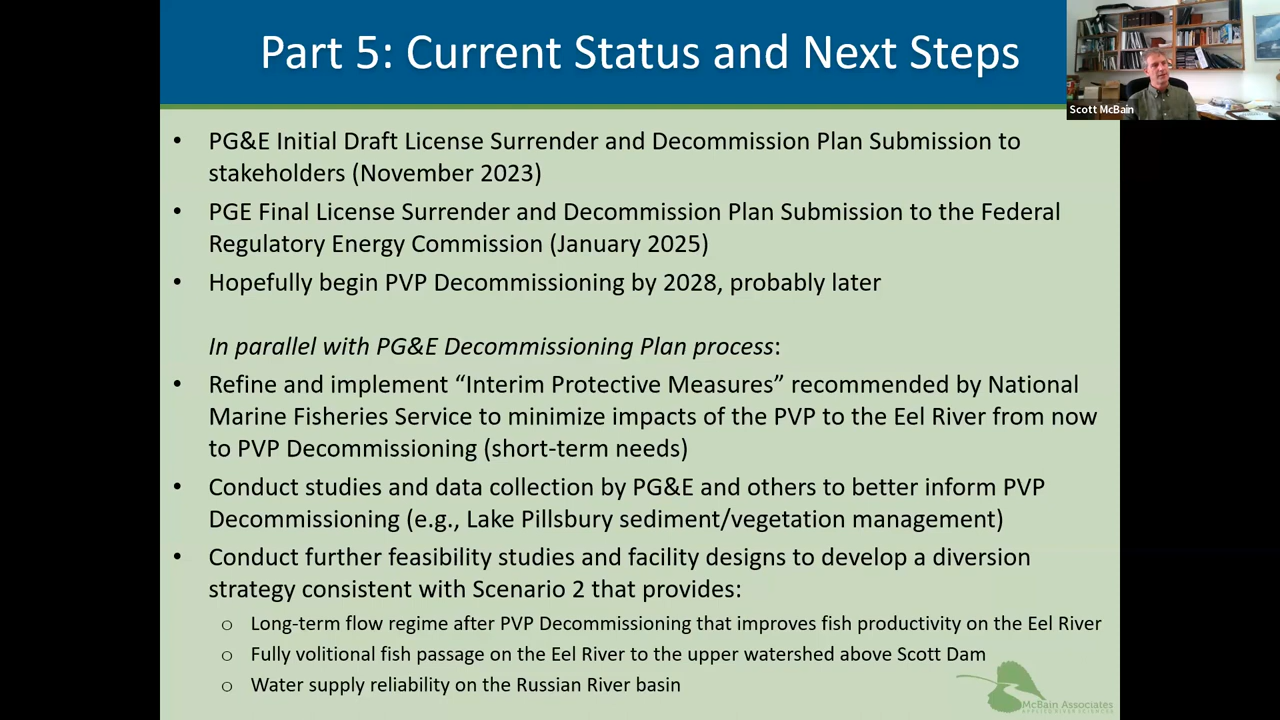 Part 5: Current Status and Next Steps
Scott McBain
• PG&E Initial Draft License Surrender and Decommission Plan Submission to
stakeholders (November 2023)
• PGE Final License Surrender and Decommission Plan Submission to the Federal
Regulatory Energy Commission (January 2025)
• Hopefully begin PVP Decommissioning by 2028, probably later
In parallel with PG&E Decommissioning Plan process:
• Refine and implement “Interim Protective Measures” recommended by National
Marine Fisheries Service to minimize impacts of the PVP to the Eel River from now
to PVP Decommissioning (short-term needs)
• Conduct studies and data collection by PG&E and others to better inform PVP
Decommissioning (e.g., Lake Pillsbury sediment/vegetation management)
• Conduct further feasibility studies and facility designs to develop a diversion
strategy consistent with Scenario 2 that provides:
o Long-term flow regime after PVP Decommissioning that improves fish productivity on the Eel River
o Fully volitional fish passage on the Eel River to the upper watershed above Scott Dam
o Water supply reliability on the Russian River basin
McBain Associates
APPLIED RIVER SCIENCES